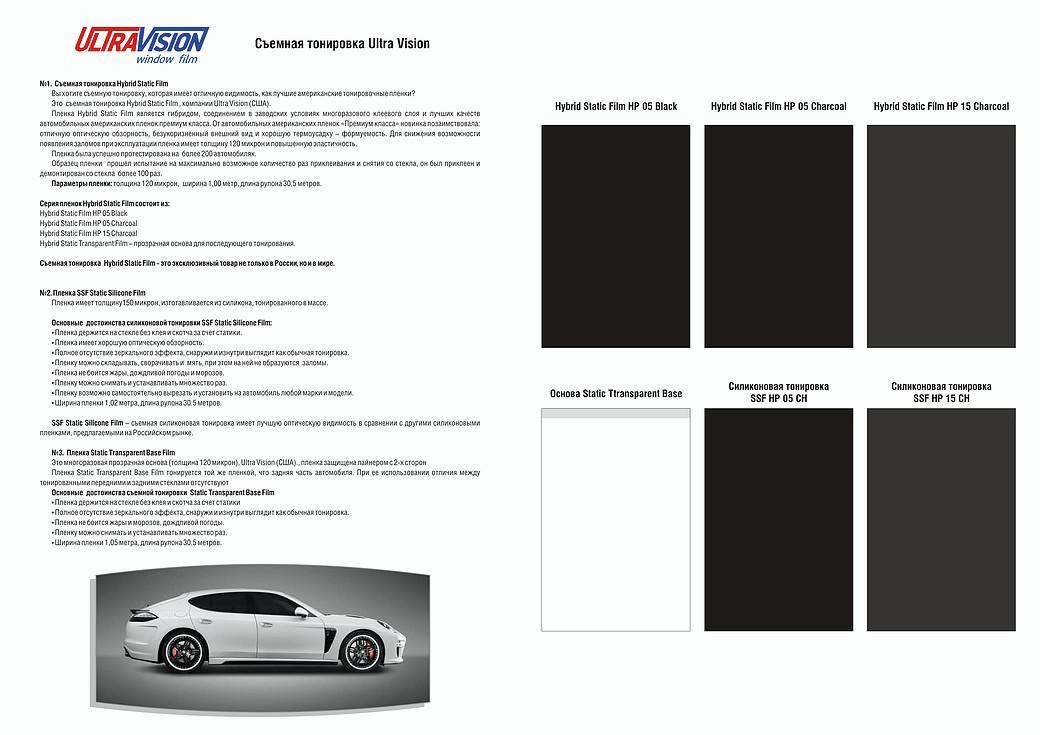 ULTRAVISION
window film
Съемная тонировка Ultra Vision
№1. Съемная тонировка Hybrid Static Film
Вы хотите съемную тонировку, которая имеет отличную видимость, как лучшие американские тонировочные пленки?
Это съемная тонировка Hybrid Static Film , компании Ultra Vision (США).
Пленка Hybrid Static Film является гибридом, соединением в заводских условиях многоразового клеевого слоя и лучших качеств
автомобильных американских пленок премиум класса. От автомобильных американских пленок «Премиум класса» новинка позаимствовала:
отличную оптическую обзорность, безукоризненный внешний вид и хорошую термоусадку – формуемость. Для снижения возможности
появления заломов при эксплуатации пленка имеет толщину 120 микрон и повышенную эластичность.
Пленка была успешно протестирована на более 200 автомобилях.
Образец пленки прошел испытание на максимально возможное количество раз приклеивания и снятия со стекла, он был приклеен и
демонтирован со стекла более 100 раз.
Параметры пленки: толщина 120 микрон, ширина 1,00 метр, длина рулона 30,5 метров.
Серия пленок Hybrid Static Film состоит из:
Hybrid Static Film HP 05 Black
Hybrid Static Film HP 05 Charcoal
Hybrid Static Film HP 15 Charcoal
Hybrid Static Transparent Film – прозрачная основа для последующего тонирования.
Съемная тонировка Hybrid Static Film - это эксклюзивный товар не только в России, но и в мире.
№2. Пленка SSF Static Silicone Film
Пленка имеет толщину150 микрон, изготавливается из силикона, тонированного в массе.
Основные достоинства силиконовой тонировки SSF Static Silicone Film:
• Пленка держится на стекле без клея и скотча за счет статики.
• Пленка имеет хорошую оптическую обзорность.
• Полное отсутствие зеркального эффекта, снаружи и изнутри выглядит как обычная тонировка.
• Пленку можно складывать, сворачивать и мять, при этом на ней не образуются заломы.
• Пленка не боится жары, дождливой погоды и морозов.
• Пленку можно снимать и устанавливать множество раз.
• Пленку возможно самостоятельно вырезать и установить на автомобиль любой марки и модели.
• Ширина пленки 1,02 метра, длина рулона 30.5 метров.
SSF Static Silicone Film – съемная силиконовая тонировка имеет лучшую оптическую видимость в сравнении с другими силиконовыми
пленками, предлагаемыми на Российском рынке.
№3. Пленка Static Transparent Base Film
Это многоразовая прозрачная основа (толщина 120 микрон), Ultra Vision (США)., пленка защищена лайнером с 2-х сторон
Пленка Static Transparent Base Film тонируется той же пленкой, что задняя часть автомобиля. При ее использовании отличия между
тонированными передними и задними стеклами отсутствуют
Основные достоинства съемной тонировки Static Transparent Base Film
• Пленка держится на стекле без клея и скотча за счет статики
• Полное отсутствие зеркального эффекта, снаружи и изнутри выглядит как обычная тонировка.
• Пленка не боится жары и морозов, дождливой погоды.
• Пленку можно снимать и устанавливать множество раз.
• Ширина пленки 1,05 метра, длина рулона 30.5 метров.
Hybrid Static Film HP 05 Black
Hybrid Static Film HP 05 Charcoal
Hybrid Static Film HP 15 Charcoal
Основа Static Ttransparent Base
Силиконовая тонировка
SSF HP 05 CH
Силиконовая тонировка
SSF HP 15 CH